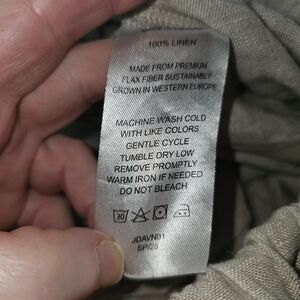 100% LINEN
MADE FROM PREMIUM
FLAX FIBER SUSTAINABLY
GROWN IN WESTERN EUROPE
MACHINE WASH COLD
WITH LIKE COLORS
GENTLE CYCLE
TUMBLE DRY LOW
REMOVE PROMPTLY
WARM IRON IF NEEDED
DO NOT BLEACH
30
JDAVN01
SP/25